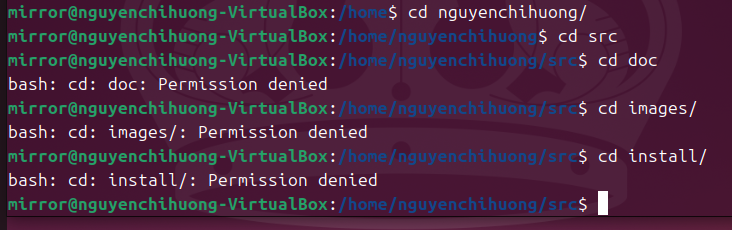 mirror@nguyenchihuong-VirtualBox:/home$ cd nguyenchihuong/
mirror@nguyenchihuong-VirtualBox:/home/nguyenchihuong$ cd src
mirror@nguyenchihuong-VirtualBox:/home/nguyenchihuong/src$ cd doc
bash: cd: doc: Permission denied
mirror@nguyenchihuong-VirtualBox:/home/nguyenchihuong/src$ cd images/
bash: cd: images/: Permission denied
mirror@nguyenchihuong-VirtualBox:/home/nguyenchihuong/src$ cd install/
bash: cd: install/: Permission denied
mirror@nguyenchihuong-VirtualBox:/home/nguyenchihuong/src$